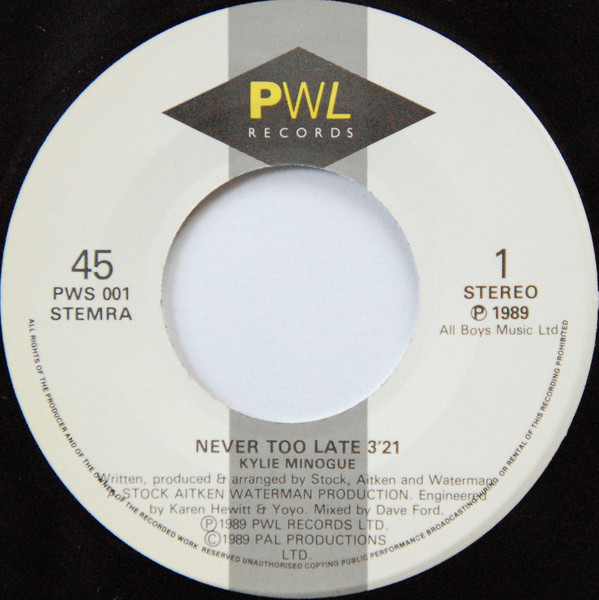 PWL
RECORDS
45
PWS 001
STEMRA
1
STEREO
Ⓟ 1989
All Boys Music Ltd.
NEVER TOO LATE 3'21
KYLIE MINOGUE
Written, produced & arranged by Stock, Aitken and Waterman
STOCK AITKEN WATERMAN PRODUCTION. Engineered
by Karen Hewitt & Yoyo. Mixed by Dave Ford.
Ⓟ1989 PWL RECORDS LTD.
©1989 PAL PRODUCTIONS
LTD.
ALL RIGHTS OF THE PRODUCER AND OF THE OWNER OF THE RECORDED WORK RESERVED UNAUTHORISED COPYING PUBLIC PERFORMANCE BROADCASTING HIRING OR RENTAL OF THIS RECORDING PROHIBITED